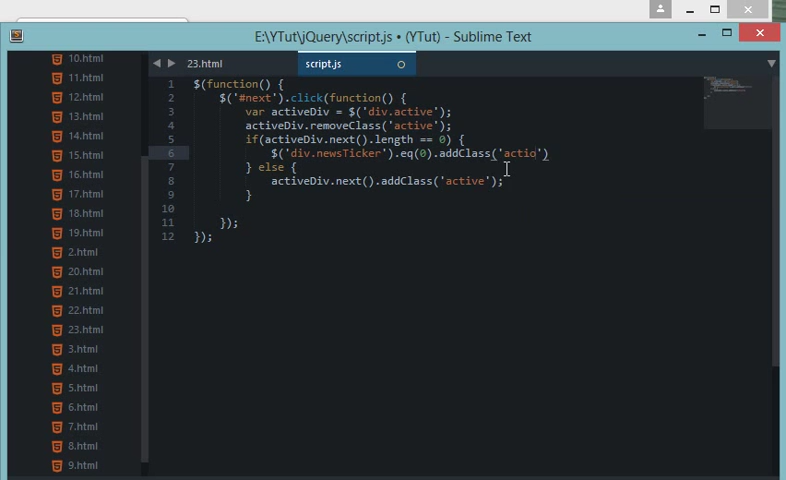 E:\YTut\jQuery\script.js • (YTut) - Sublime Text
23.html
script.js
10.html
11.html
12.html
13.html
14.html
15.html
16.html
17.html
18.html
19.html
2.html
20.html
21.html
22.html
23.html
3.html
4.html
5.html
6.html
7.html
8.html
9.html
1 $(function() {
2 $('#next').click(function() {
3 var activeDiv = $('div.active');
4 activeDiv.removeClass('active');
5 if(activeDiv.next().length == 0) {
6 $('div.newsTicker').eq(0).addClass('actio')
7 } else {
8 activeDiv.next().addClass('active');
9 }
10
11 });
12 });